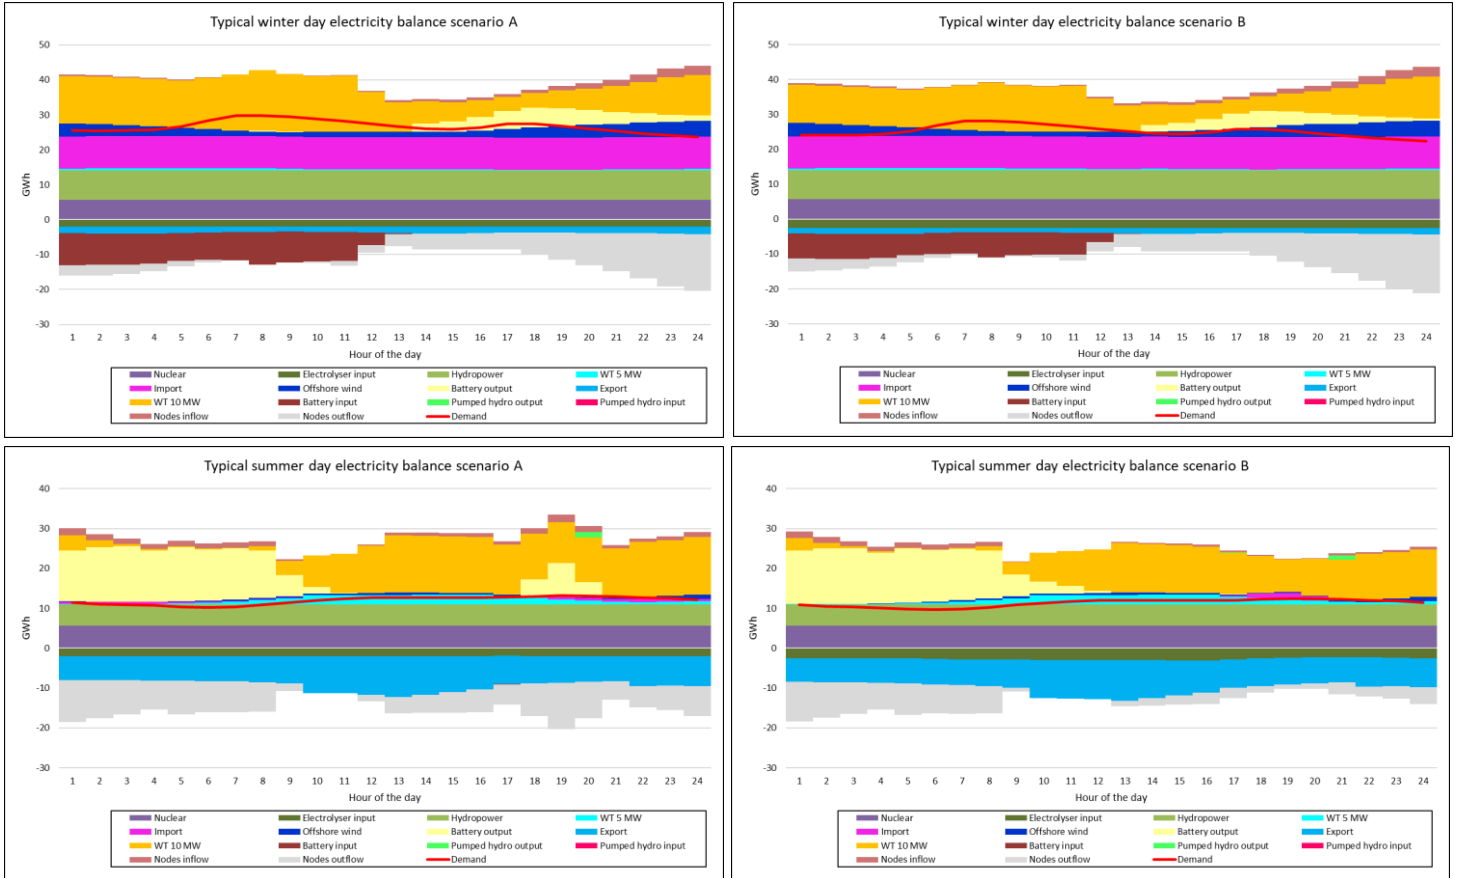 Typical winter day electricity balance scenario A
50
40
30
20
10
0
-10
-20
-30
GWh
1 2 3 4 5 6 7 8 9 10 11 12 13 14 15 16 17 18 19 20 21 22 23 24
Hour of the day
Nuclear Electrolyser input Hydropower WT 5 MW
Import Offshore wind Battery output Export
WT 10 MW Battery input Pumped hydro output Pumped hydro input
Nodes inflow Nodes outflow Demand
Typical winter day electricity balance scenario B
50
40
30
20
10
0
-10
-20
-30
GWh
1 2 3 4 5 6 7 8 9 10 11 12 13 14 15 16 17 18 19 20 21 22 23 24
Hour of the day
Nuclear Electrolyser input Hydropower WT 5 MW
Import Offshore wind Battery output Export
WT 10 MW Battery input Pumped hydro output Pumped hydro input
Nodes inflow Nodes outflow Demand
Typical summer day electricity balance scenario A
40
30
20
10
0
-10
-20
-30
GWh
1 2 3 4 5 6 7 8 9 10 11 12 13 14 15 16 17 18 19 20 21 22 23 24
Hour of the day
Nuclear Electrolyser input Hydropower WT 5 MW
Import Offshore wind Battery output Export
WT 10 MW Battery input Pumped hydro output Pumped hydro input
Nodes inflow Nodes outflow Demand
Typical summer day electricity balance scenario B
40
30
20
10
0
-10
-20
-30
GWh
1 2 3 4 5 6 7 8 9 10 11 12 13 14 15 16 17 18 19 20 21 22 23 24
Hour of the day
Nuclear Electrolyser input Hydropower WT 5 MW
Import Offshore wind Battery output Export
WT 10 MW Battery input Pumped hydro output Pumped hydro input
Nodes inflow Nodes outflow Demand